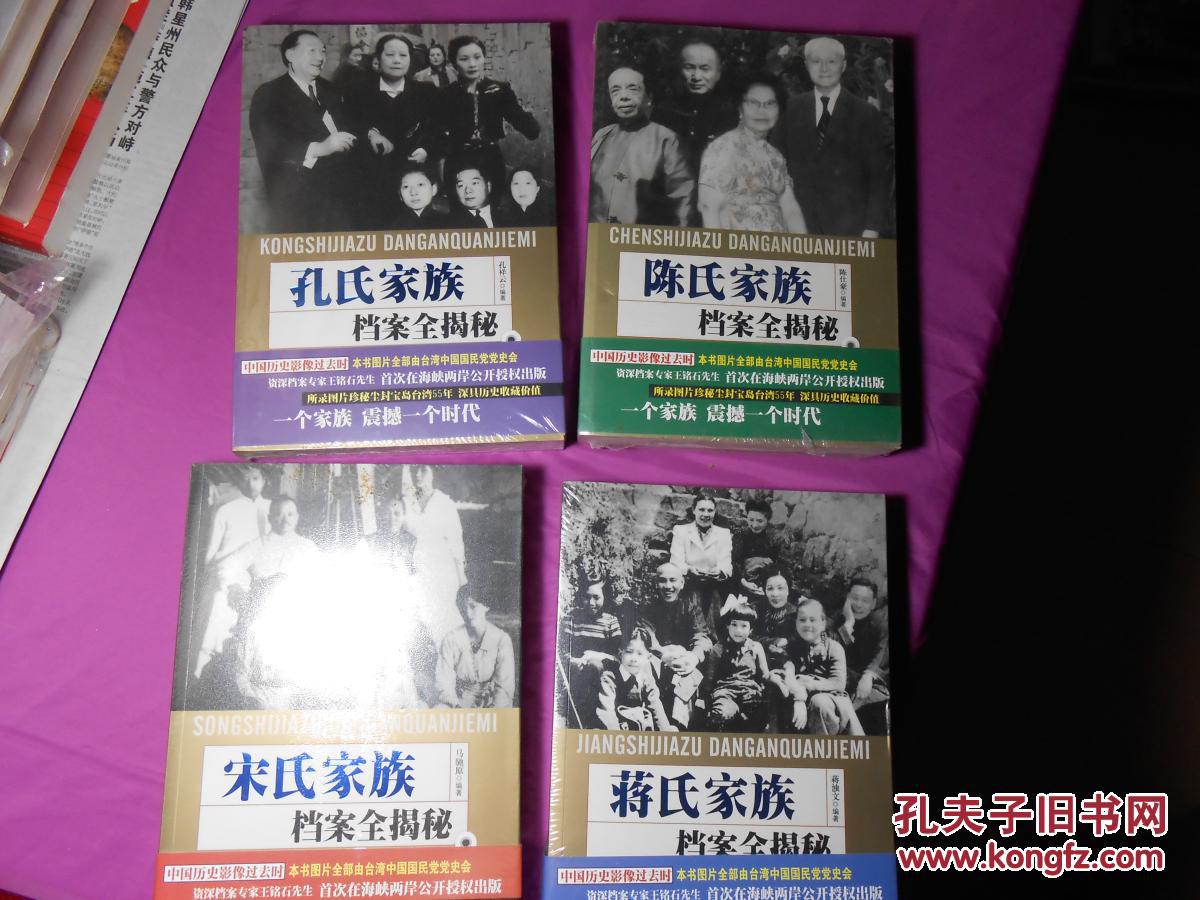 韩星州民众与警方对峙
KONGSHIJIAZU DANGANQUANJIEMI
孔氏家族
孔祥云 编著
档案全揭秘
中国历史影像过去时 本书图片全部由台湾中国国民党党史会
资深档案专家王铭石先生 首次在海峡两岸公开授权出版
所录图片珍秘尘封宝岛台湾55年 深具历史收藏价值
一个家族 震撼一个时代
CHENSHIJIAZU DANGANQUANJIEMI
陈氏家族
陈仕豪 编著
档案全揭秘
中国历史影像过去时 本书图片全部由台湾中国国民党党史会
资深档案专家王铭石先生 首次在海峡两岸公开授权出版
所录图片珍秘尘封宝岛台湾55年 深具历史收藏价值
一个家族 震撼一个时代
SONGSHIJIAZU DANGANQUANJIEMI
宋氏家族
马驰原 编著
档案全揭秘
中国历史影像过去时 本书图片全部由台湾中国国民党党史会
资深档案专家王铭石先生 首次在海峡两岸公开授权出版
JIANGSHIJIAZU DANGANQUANJIEMI
蒋氏家族
编著
档案全揭秘
中国历史影像过去时 本书图片全部由台湾中国国民党党史会
资深档案专家王铭石先生 首次在海峡两岸公开授权出版
孔夫子旧书网
www.kongfz.com